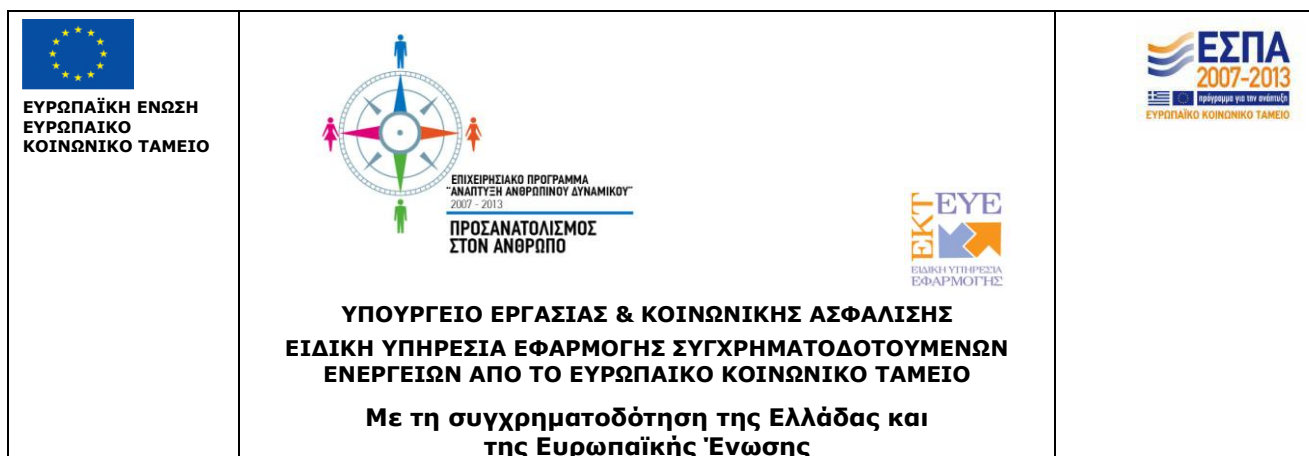 ΕΥΡΩΠΑΪΚΗ ΕΝΩΣΗ
ΕΥΡΩΠΑΙΚΟ
ΚΟΙΝΩΝΙΚΟ ΤΑΜΕΙΟ
ΕΠΙΧΕΙΡΗΣΙΑΚΟ ΠΡΟΓΡΑΜΜΑ
"ΑΝΑΠΤΥΞΗ ΑΝΘΡΩΠΙΝΟΥ ΔΥΝΑΜΙΚΟΥ"
2007 - 2013
ΠΡΟΣΑΝΑΤΟΛΙΣΜΟΣ
ΣΤΟΝ ΑΝΘΡΩΠΟ
ΕΚΤ
ΕΥΕ
ΕΙΔΙΚΗ ΥΠΗΡΕΣΙΑ
ΕΦΑΡΜΟΓΗΣ
ΥΠΟΥΡΓΕΙΟ ΕΡΓΑΣΙΑΣ & ΚΟΙΝΩΝΙΚΗΣ ΑΣΦΑΛΙΣΗΣ
ΕΙΔΙΚΗ ΥΠΗΡΕΣΙΑ ΕΦΑΡΜΟΓΗΣ ΣΥΓΧΡΗΜΑΤΟΔΟΤΟΥΜΕΝΩΝ
ΕΝΕΡΓΕΙΩΝ ΑΠΟ ΤΟ ΕΥΡΩΠΑΙΚΟ ΚΟΙΝΩΝΙΚΟ ΤΑΜΕΙΟ
Με τη συγχρηματοδότηση της Ελλάδας και
της Ευρωπαϊκής Ένωσης
ΕΣΠΑ
2007-2013
πρόγραμμα για την ανάπτυξη
ΕΥΡΩΠΑΪΚΟ ΚΟΙΝΩΝΙΚΟ ΤΑΜΕΙΟ